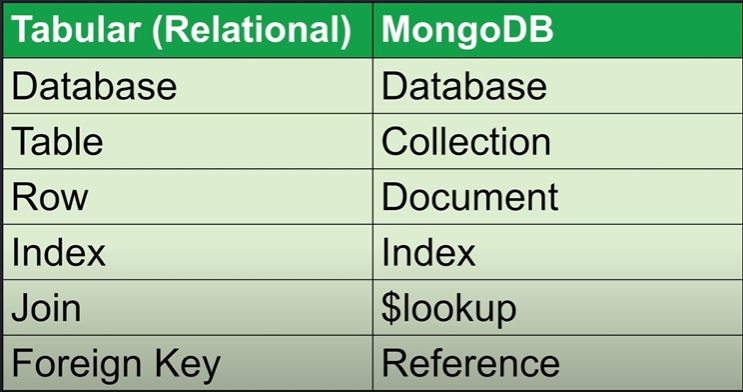 Tabular (Relational) MongoDB
Database Database
Table Collection
Row Document
Index Index
Join $lookup
Foreign Key Reference